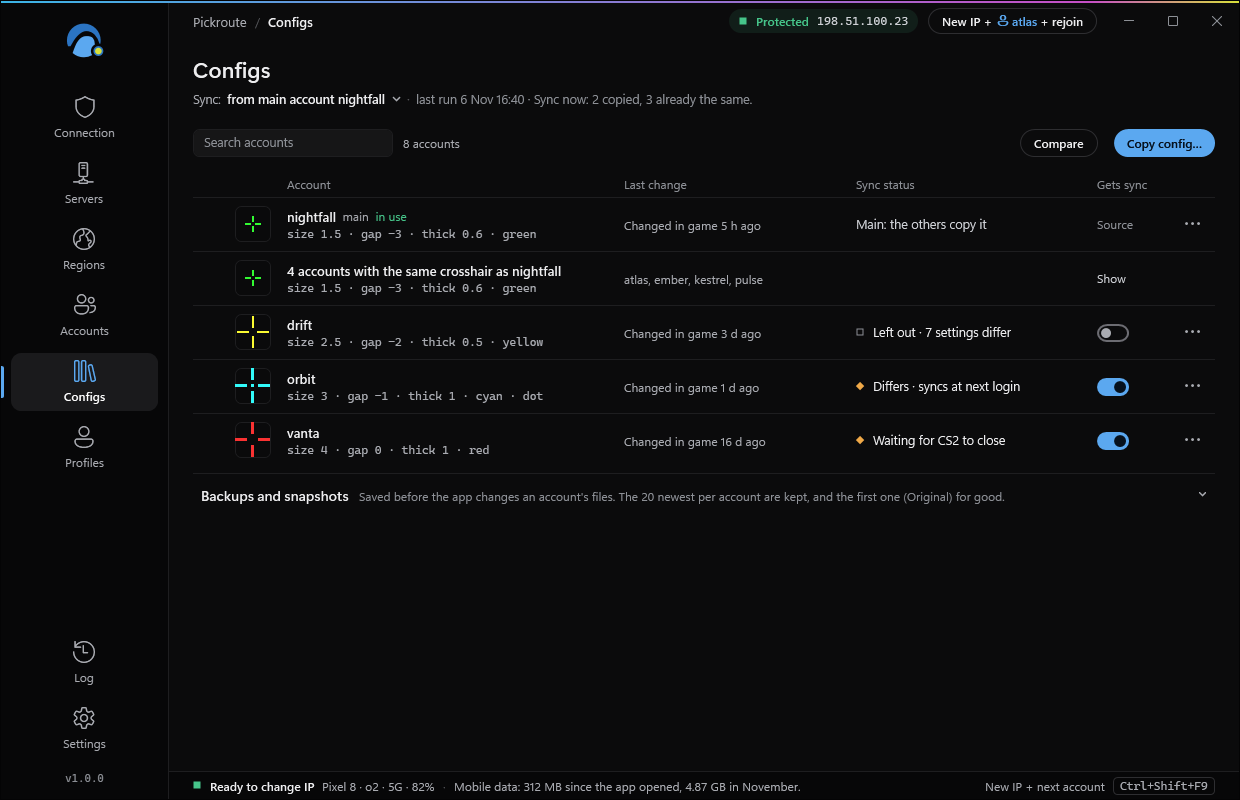 Pickroute / Configs
Protected 198.51.100.23
New IP + atlas + rejoin
Connection
Servers
Regions
Accounts
Configs
Profiles
Log
Settings
v1.0.0
Configs
Sync: from main account nightfall · last run 6 Nov 16:40 · Sync now: 2 copied, 3 already the same.
Search accounts
8 accounts
Compare
Copy config...
Account Last change Sync status Gets sync
nightfall main in use
size 1.5 · gap −3 · thick 0.6 · green
Changed in game 5 h ago
Main: the others copy it
Source
4 accounts with the same crosshair as nightfall
size 1.5 · gap −3 · thick 0.6 · green
atlas, ember, kestrel, pulse
Show
drift
size 2.5 · gap −2 · thick 0.5 · yellow
Changed in game 3 d ago
Left out · 7 settings differ
orbit
size 3 · gap −1 · thick 1 · cyan · dot
Changed in game 1 d ago
Differs · syncs at next login
vanta
size 4 · gap 0 · thick 1 · red
Changed in game 16 d ago
Waiting for CS2 to close
Backups and snapshots Saved before the app changes an account's files. The 20 newest per account are kept, and the first one (Original) for good.
Ready to change IP Pixel 8 · o2 · 5G · 82% · Mobile data: 312 MB since the app opened, 4.87 GB in November.
New IP + next account Ctrl+Shift+F9